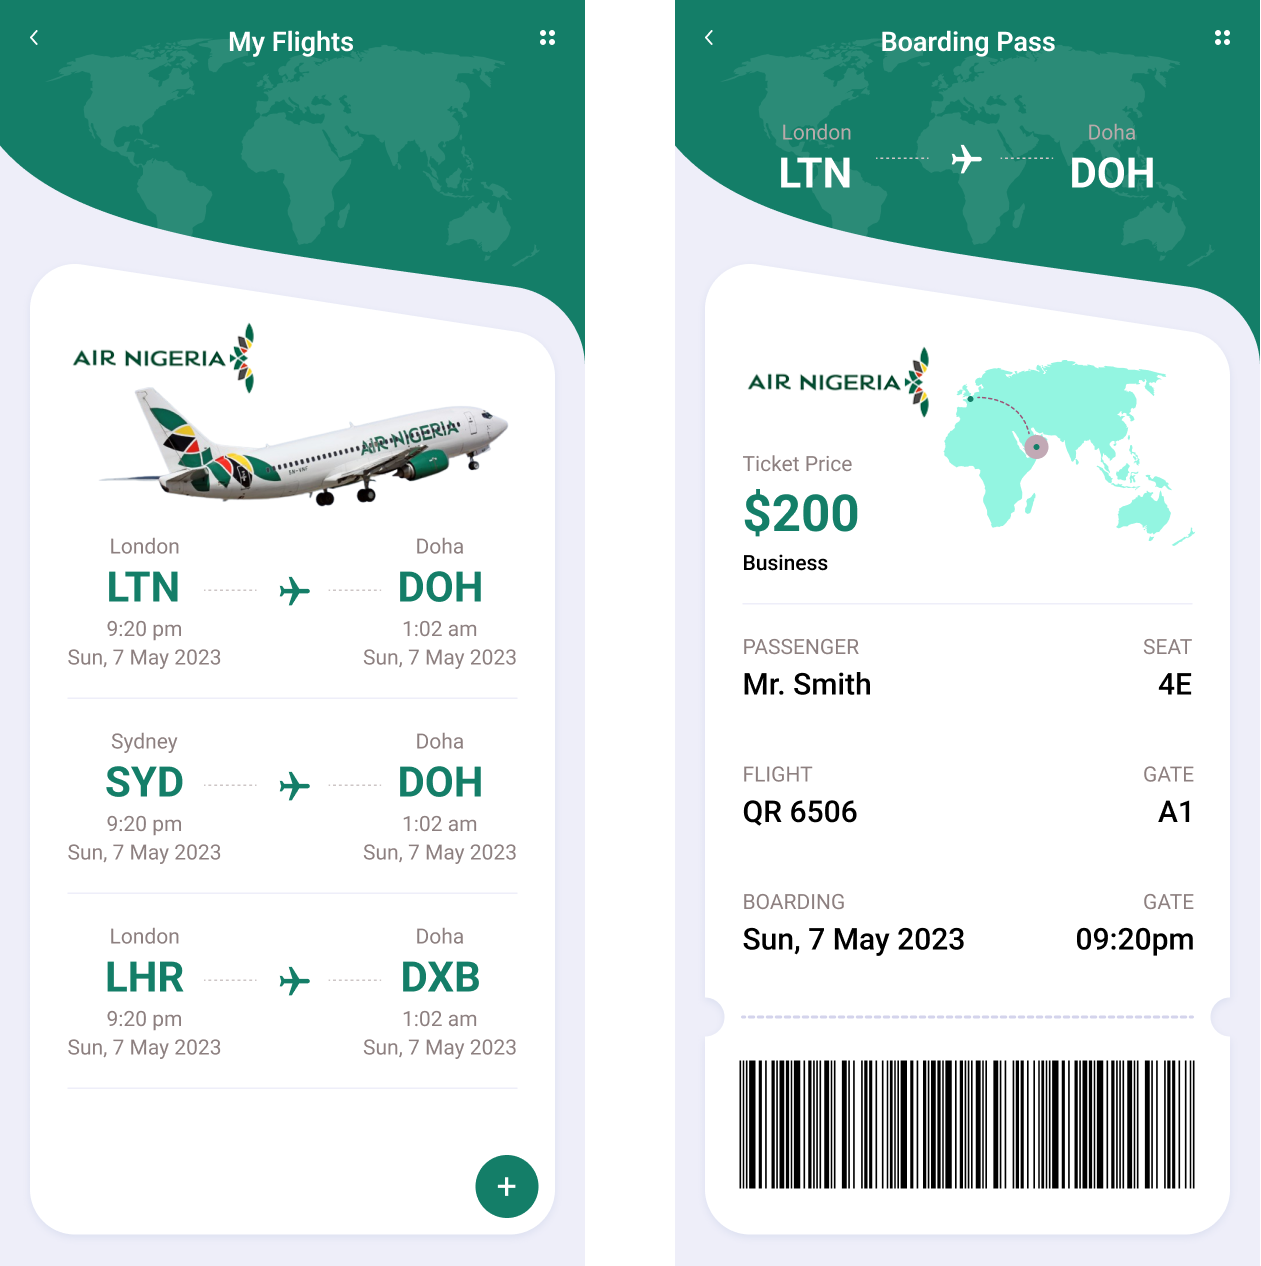 My Flights
AIR NIGERIA
AIR NIGERIA
London
Doha
LTN
DOH
9:20 pm
1:02 am
Sun, 7 May 2023
Sun, 7 May 2023
Sydney
Doha
SYD
DOH
9:20 pm
1:02 am
Sun, 7 May 2023
Sun, 7 May 2023
London
Doha
LHR
DXB
9:20 pm
1:02 am
Sun, 7 May 2023
Sun, 7 May 2023
+
Boarding Pass
London
Doha
LTN
DOH
AIR NIGERIA
Ticket Price
$200
Business
PASSENGER
SEAT
Mr. Smith
4E
FLIGHT
GATE
QR 6506
A1
BOARDING
GATE
Sun, 7 May 2023
09:20pm